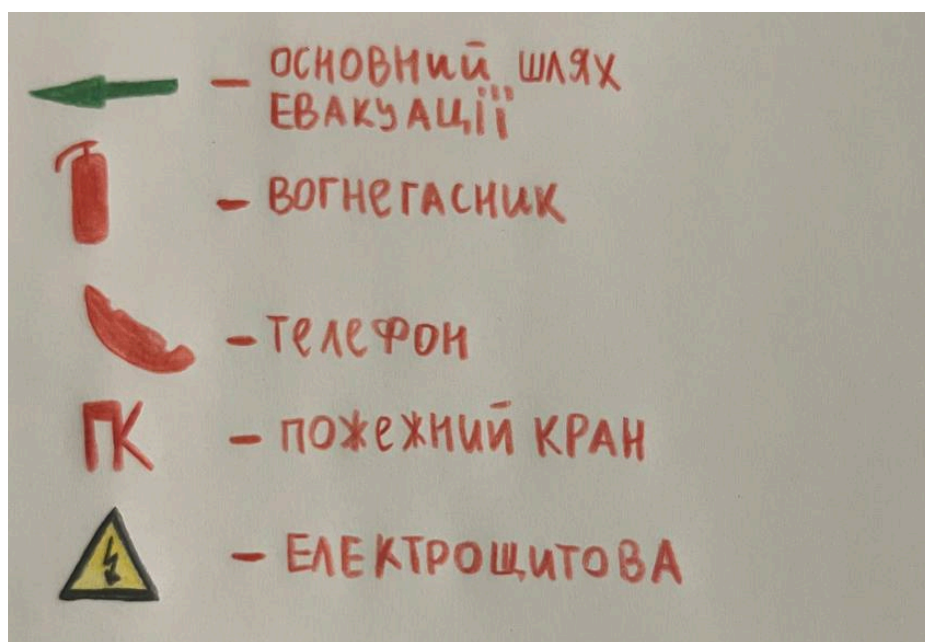 – ОСНОВНИЙ ШЛЯХ
ЕВАКУАЦІЇ
– ВОГНЕГАСНИК
– ТЕЛЕФОН
ПК – ПОЖЕЖНИЙ КРАН
– ЕЛЕКТРОЩИТОВА